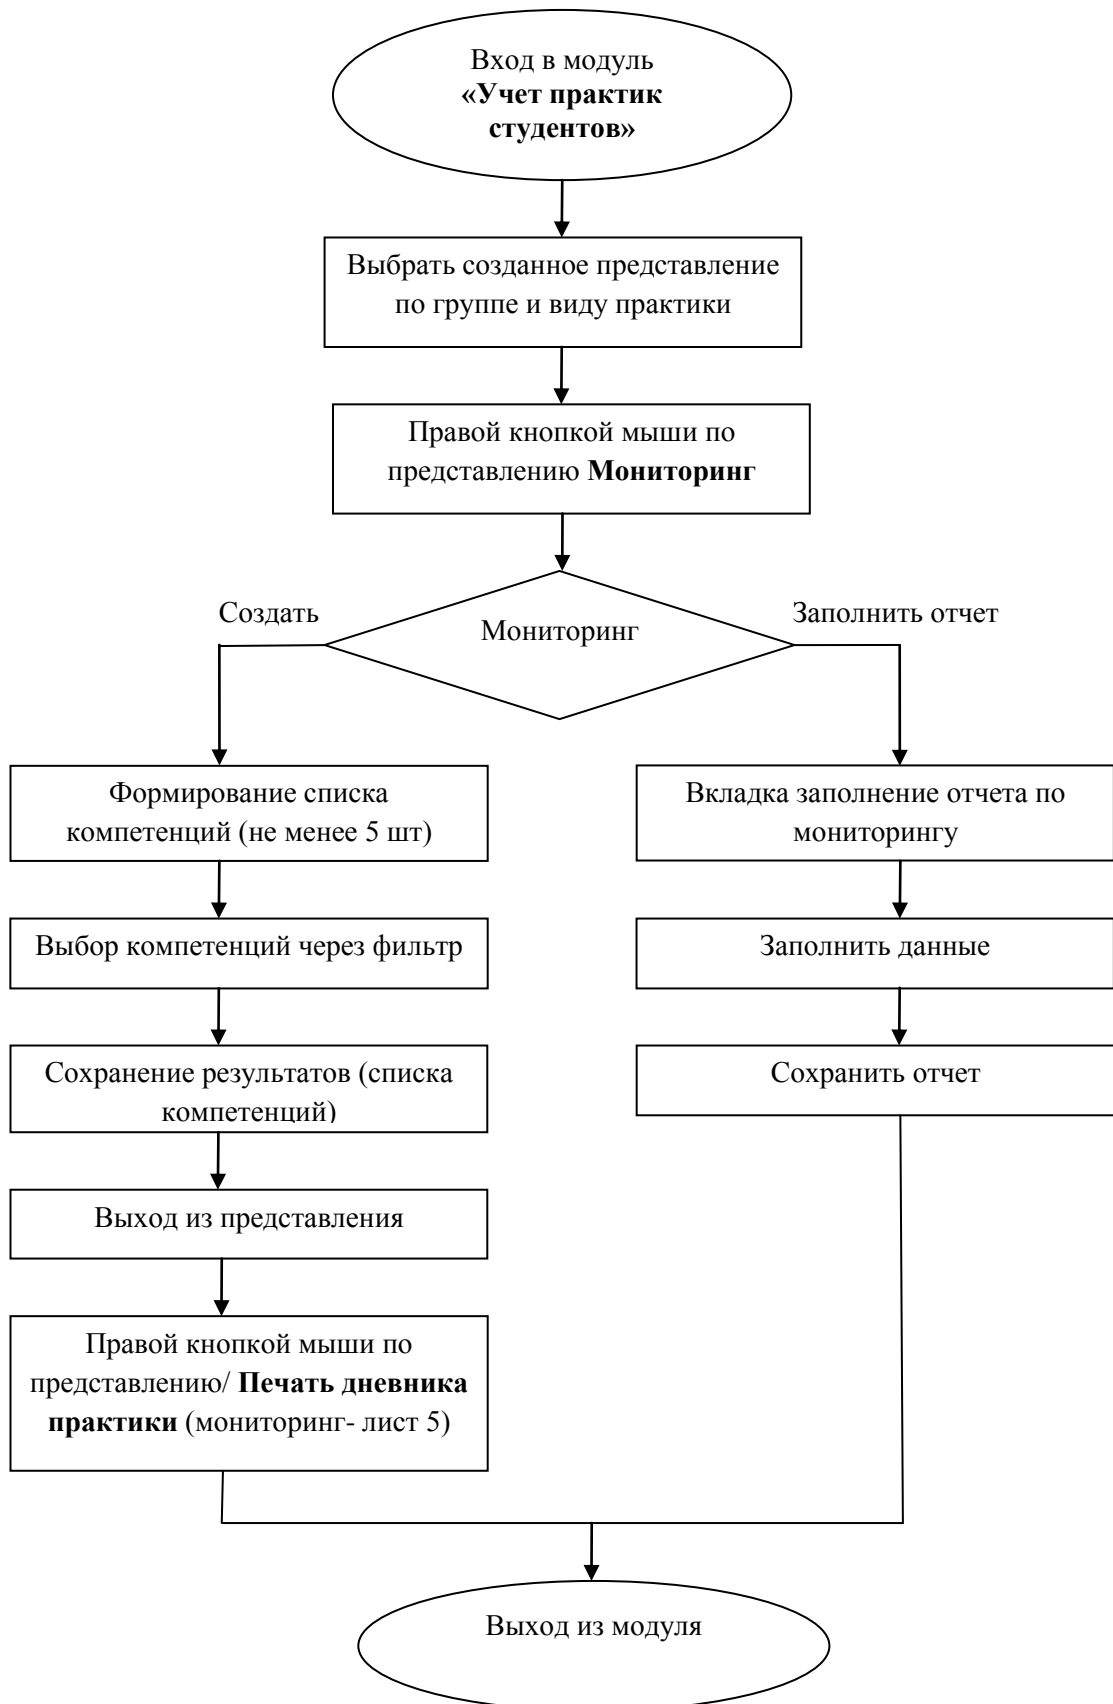 Вход в модуль
«Учет практик
студентов»
Выбрать созданное представление
по группе и виду практики
Правой кнопкой мыши по
представлению Мониторинг
Создать
Мониторинг
Заполнить отчет
Формирование списка
компетенций (не менее 5 шт)
Выбор компетенций через фильтр
Сохранение результатов (списка
компетенций)
Выход из представления
Правой кнопкой мыши по
представлению/ Печать дневника
практики (мониторинг- лист 5)
Вкладка заполнение отчета по
мониторингу
Заполнить данные
Сохранить отчет
Выход из модуля